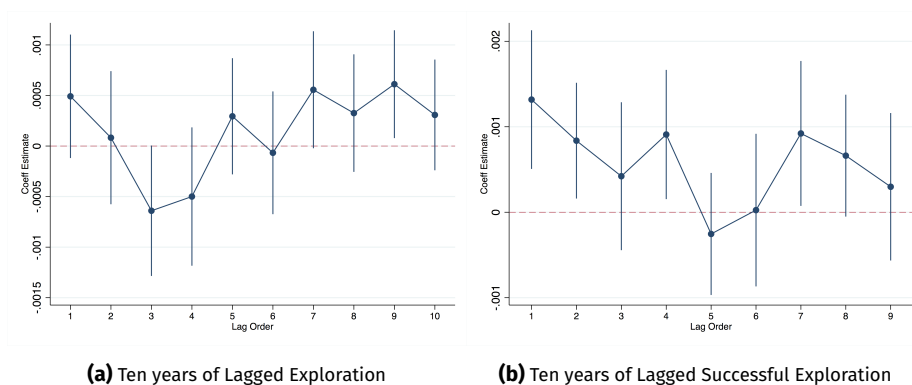 .001
.0005
0
-.0005
-.001
-.0015
Coeff Estimate
1 2 3 4 5 6 7 8 9 10
Lag Order
.002
.001
0
-.001
Coeff Estimate
1 2 3 4 5 6 7 8 9
Lag Order
(a) Ten years of Lagged Exploration
(b) Ten years of Lagged Successful Exploration